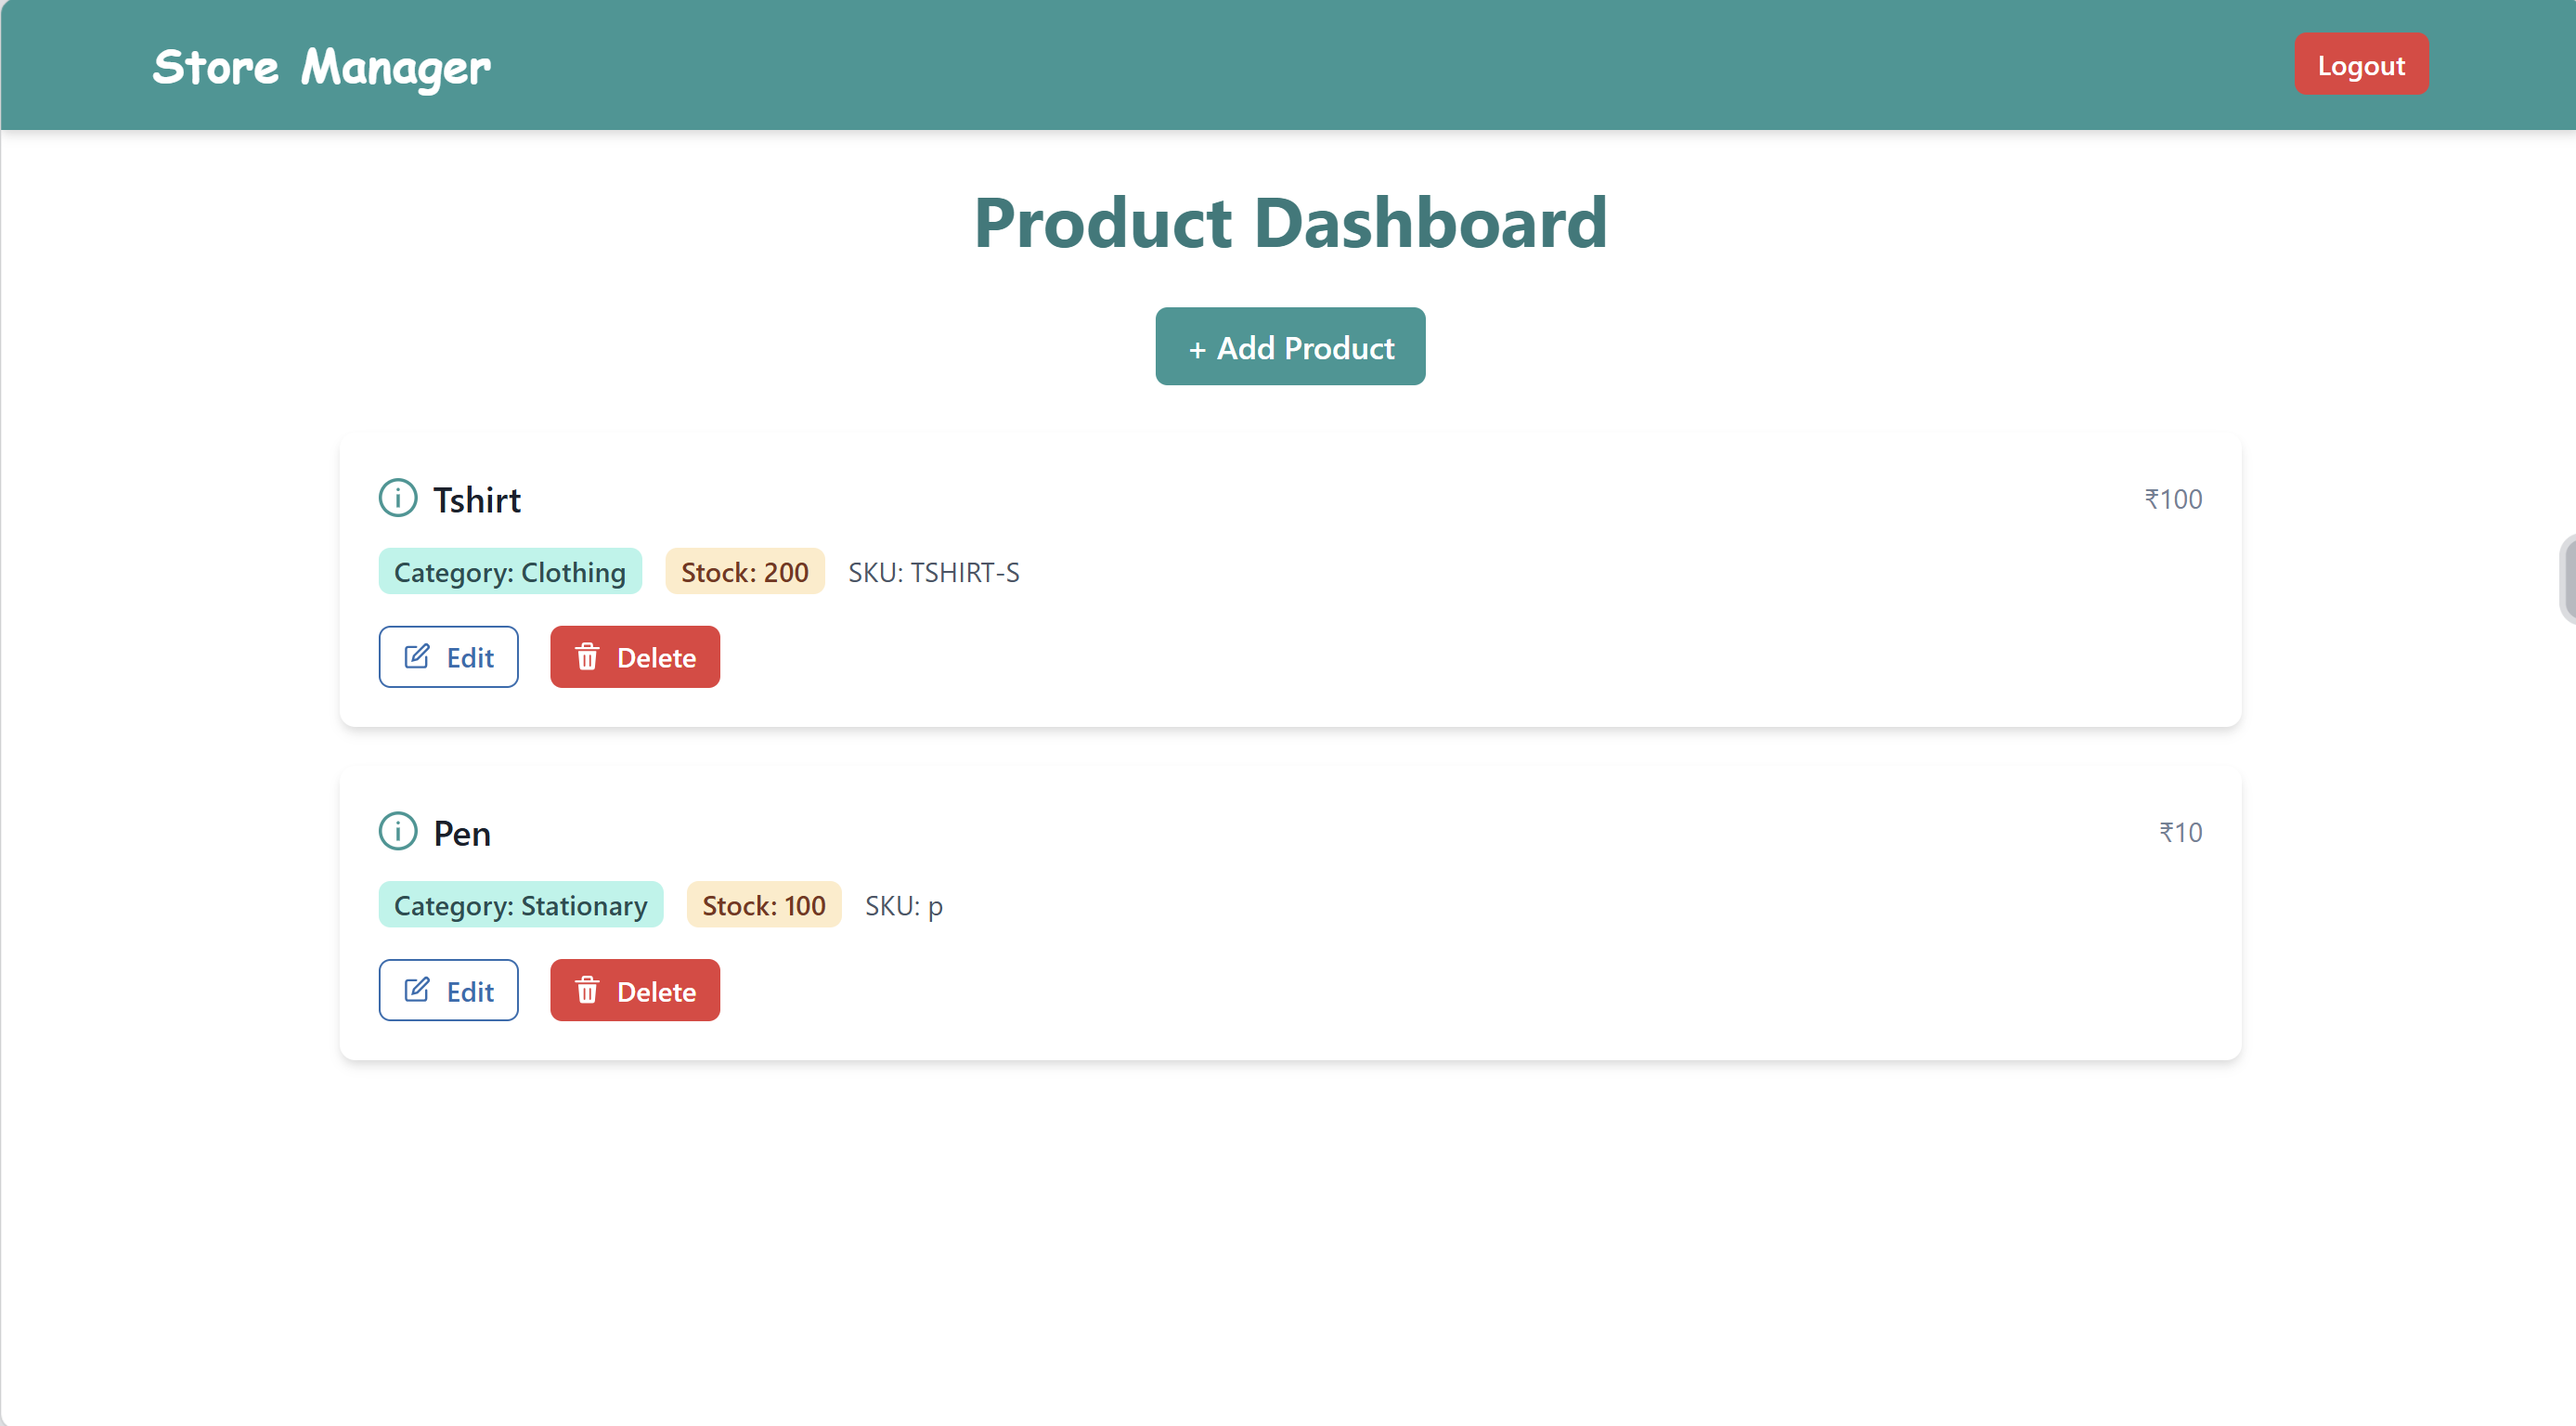 Store Manager
Logout
Product Dashboard
+ Add Product
Tshirt
₹100
Category: Clothing
Stock: 200
SKU: TSHIRT-S
Edit
Delete
Pen
₹10
Category: Stationary
Stock: 100
SKU: p
Edit
Delete